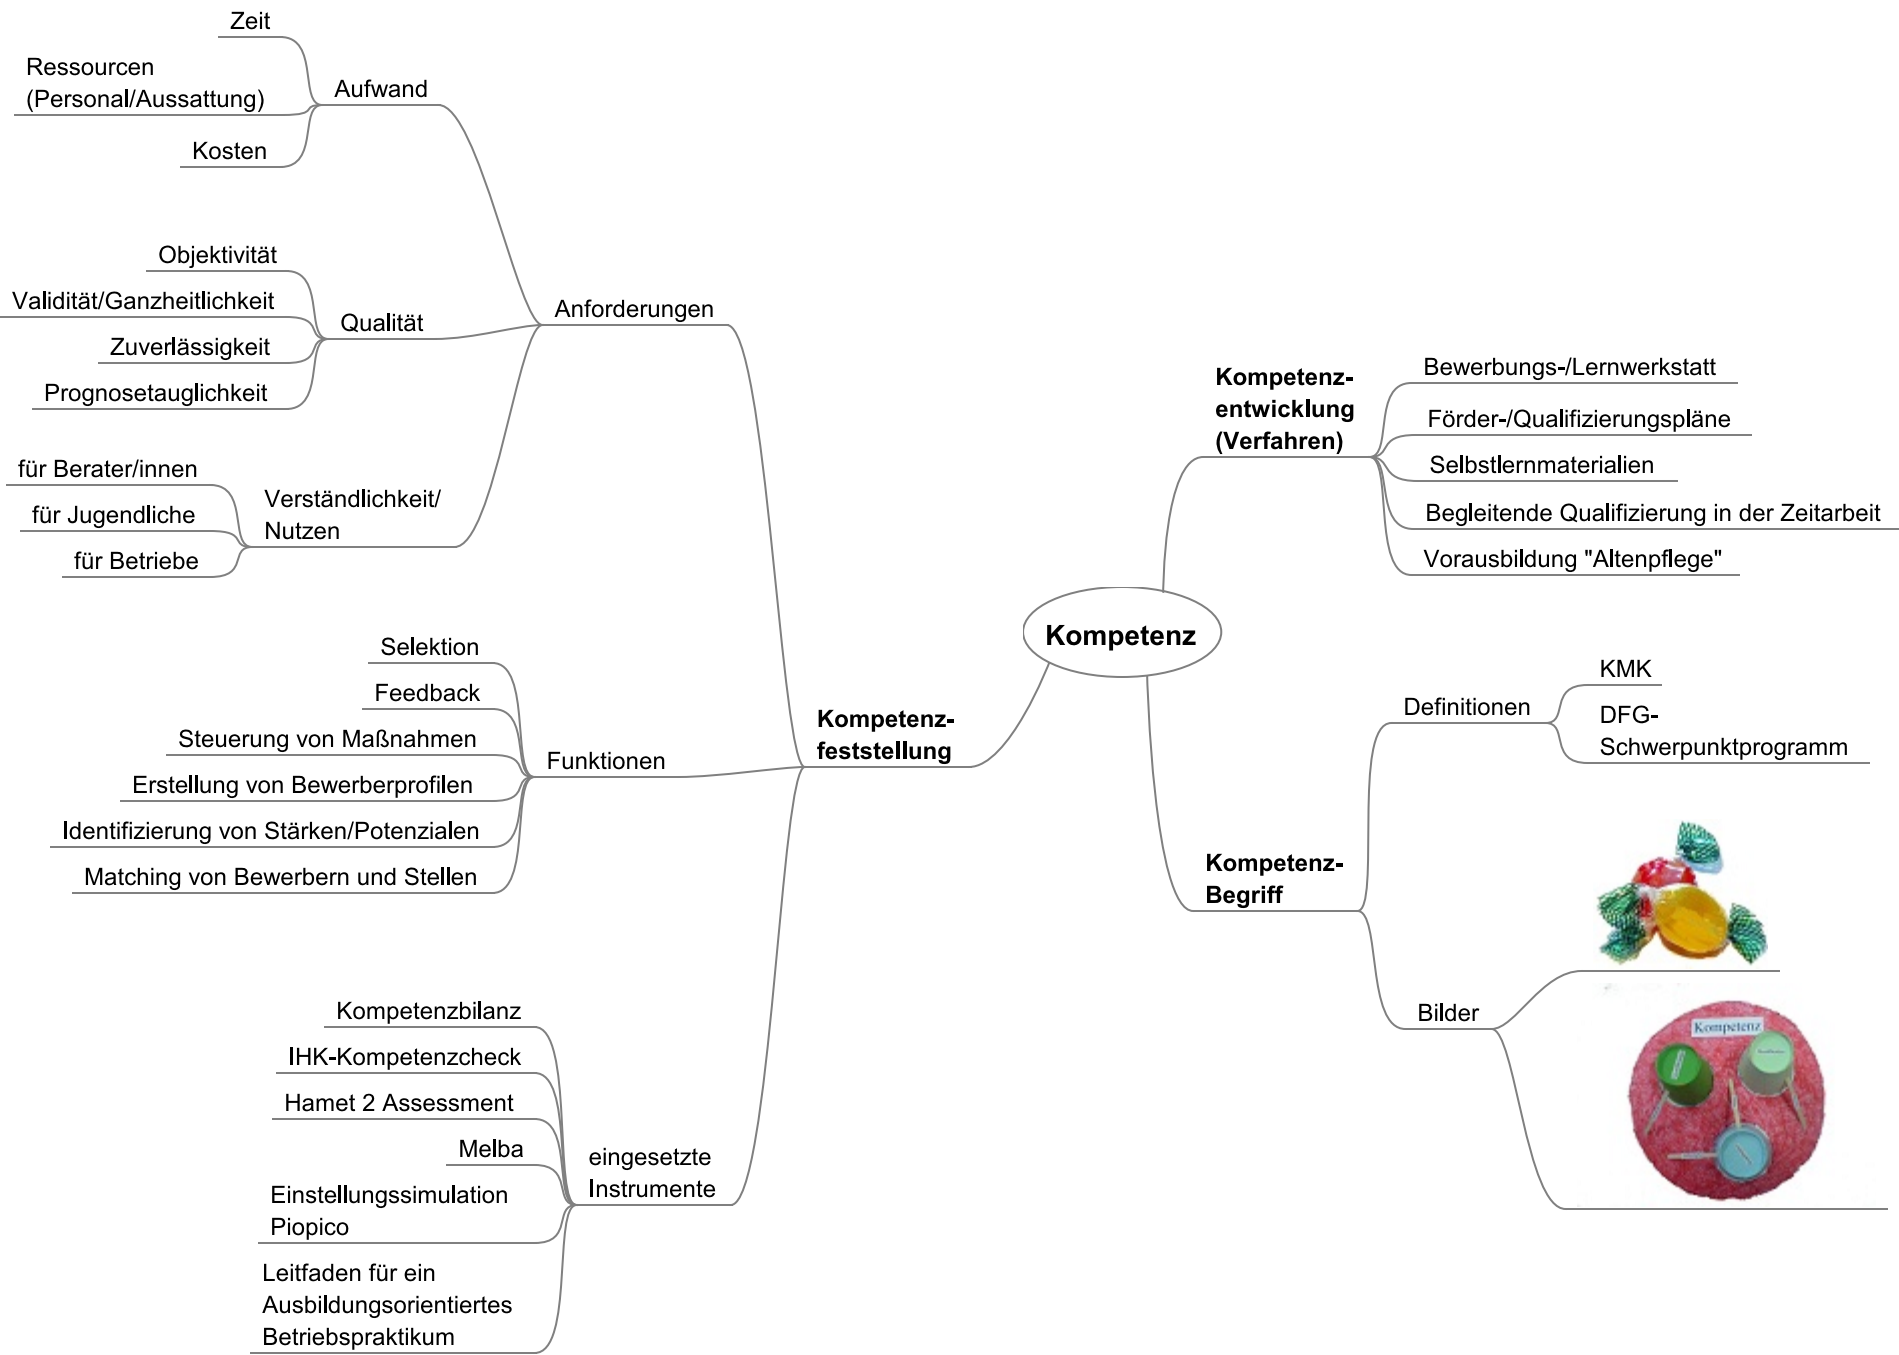 Zeit
Ressourcen
(Personal/Aussattung)
Kosten
Aufwand
Objektivität
Validität/Ganzheitlichkeit
Zuverlässigkeit
Prognosetauglichkeit
Qualität
für Berater/innen
für Jugendliche
für Betriebe
Verständlichkeit/
Nutzen
Anforderungen
Selektion
Feedback
Steuerung von Maßnahmen
Erstellung von Bewerberprofilen
Identifizierung von Stärken/Potenzialen
Matching von Bewerbern und Stellen
Funktionen
Kompetenzbilanz
IHK-Kompetenzcheck
Hamet 2 Assessment
Melba
Einstellungssimulation
Piopico
Leitfaden für ein
Ausbildungsorientiertes
Betriebspraktikum
eingesetzte
Instrumente
Kompetenz-
feststellung
Kompetenz
Kompetenz-
entwicklung
(Verfahren)
Bewerbungs-/Lernwerkstatt
Förder-/Qualifizierungspläne
Selbstlernmaterialien
Begleitende Qualifizierung in der Zeitarbeit
Vorausbildung "Altenpflege"
Kompetenz-
Begriff
Definitionen
KMK
DFG-
Schwerpunktprogramm
Bilder
Kompetenz